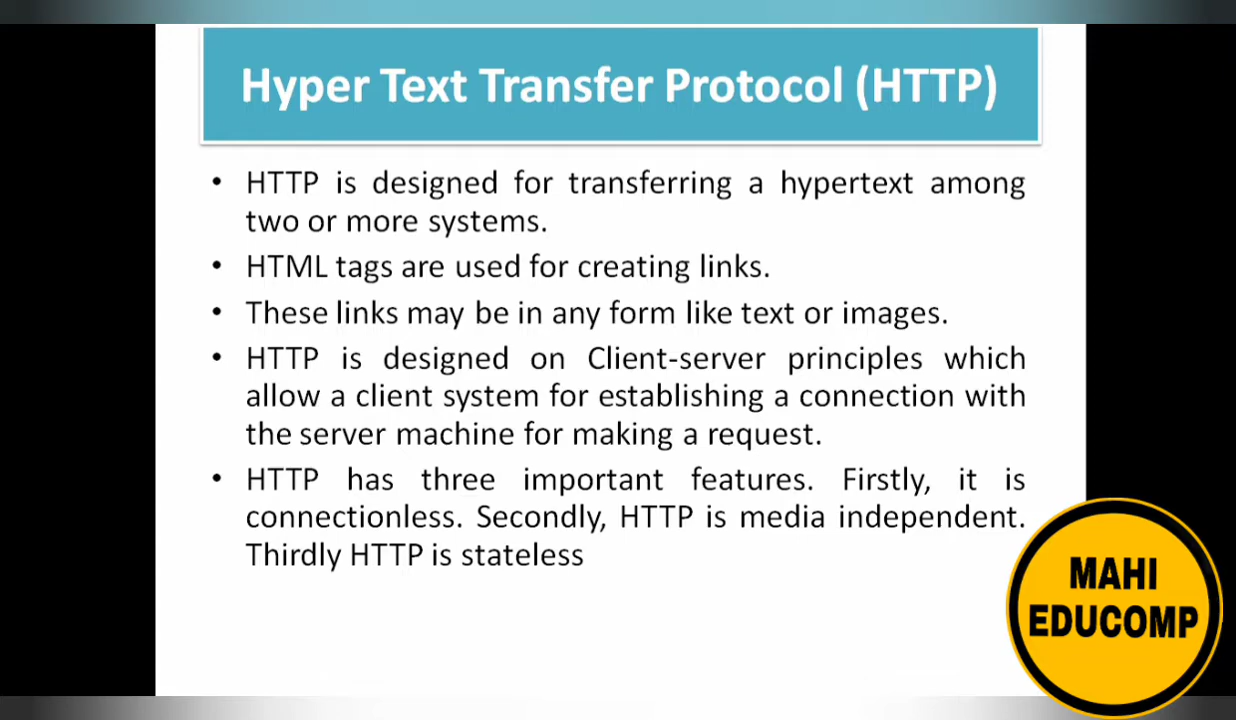 Hyper Text Transfer Protocol (HTTP)
• HTTP is designed for transferring a hypertext among
two or more systems.
• HTML tags are used for creating links.
• These links may be in any form like text or images.
• HTTP is designed on Client-server principles which
allow a client system for establishing a connection with
the server machine for making a request.
• HTTP has three important features. Firstly, it is
connectionless. Secondly, HTTP is media independent.
Thirdly HTTP is stateless
MAHI
EDUCOMP